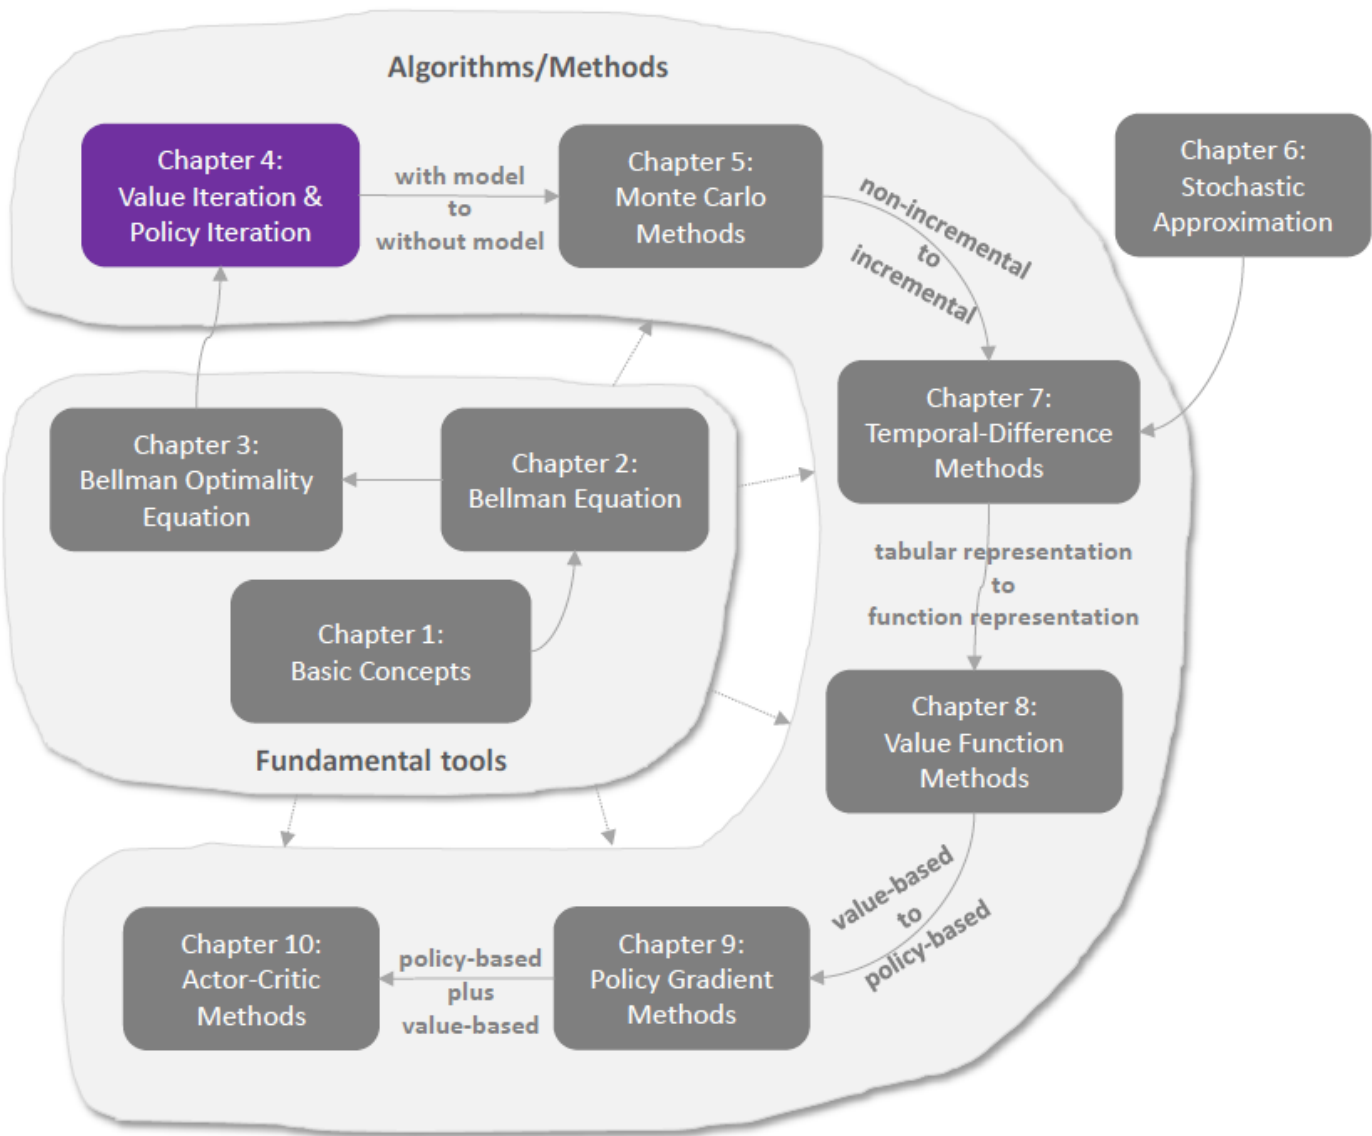 Algorithms/Methods
Chapter 4:
Value Iteration &
Policy Iteration
with model
to
without model
Chapter 5:
Monte Carlo
Methods
non-incremental
to
incremental
Chapter 6:
Stochastic
Approximation
Chapter 7:
Temporal-Difference
Methods
Chapter 3:
Bellman Optimality
Equation
Chapter 2:
Bellman Equation
Chapter 1:
Basic Concepts
Fundamental tools
tabular representation
to
function representation
Chapter 8:
Value Function
Methods
value-based
to
policy-based
Chapter 9:
Policy Gradient
Methods
policy-based
plus
value-based
Chapter 10:
Actor-Critic
Methods